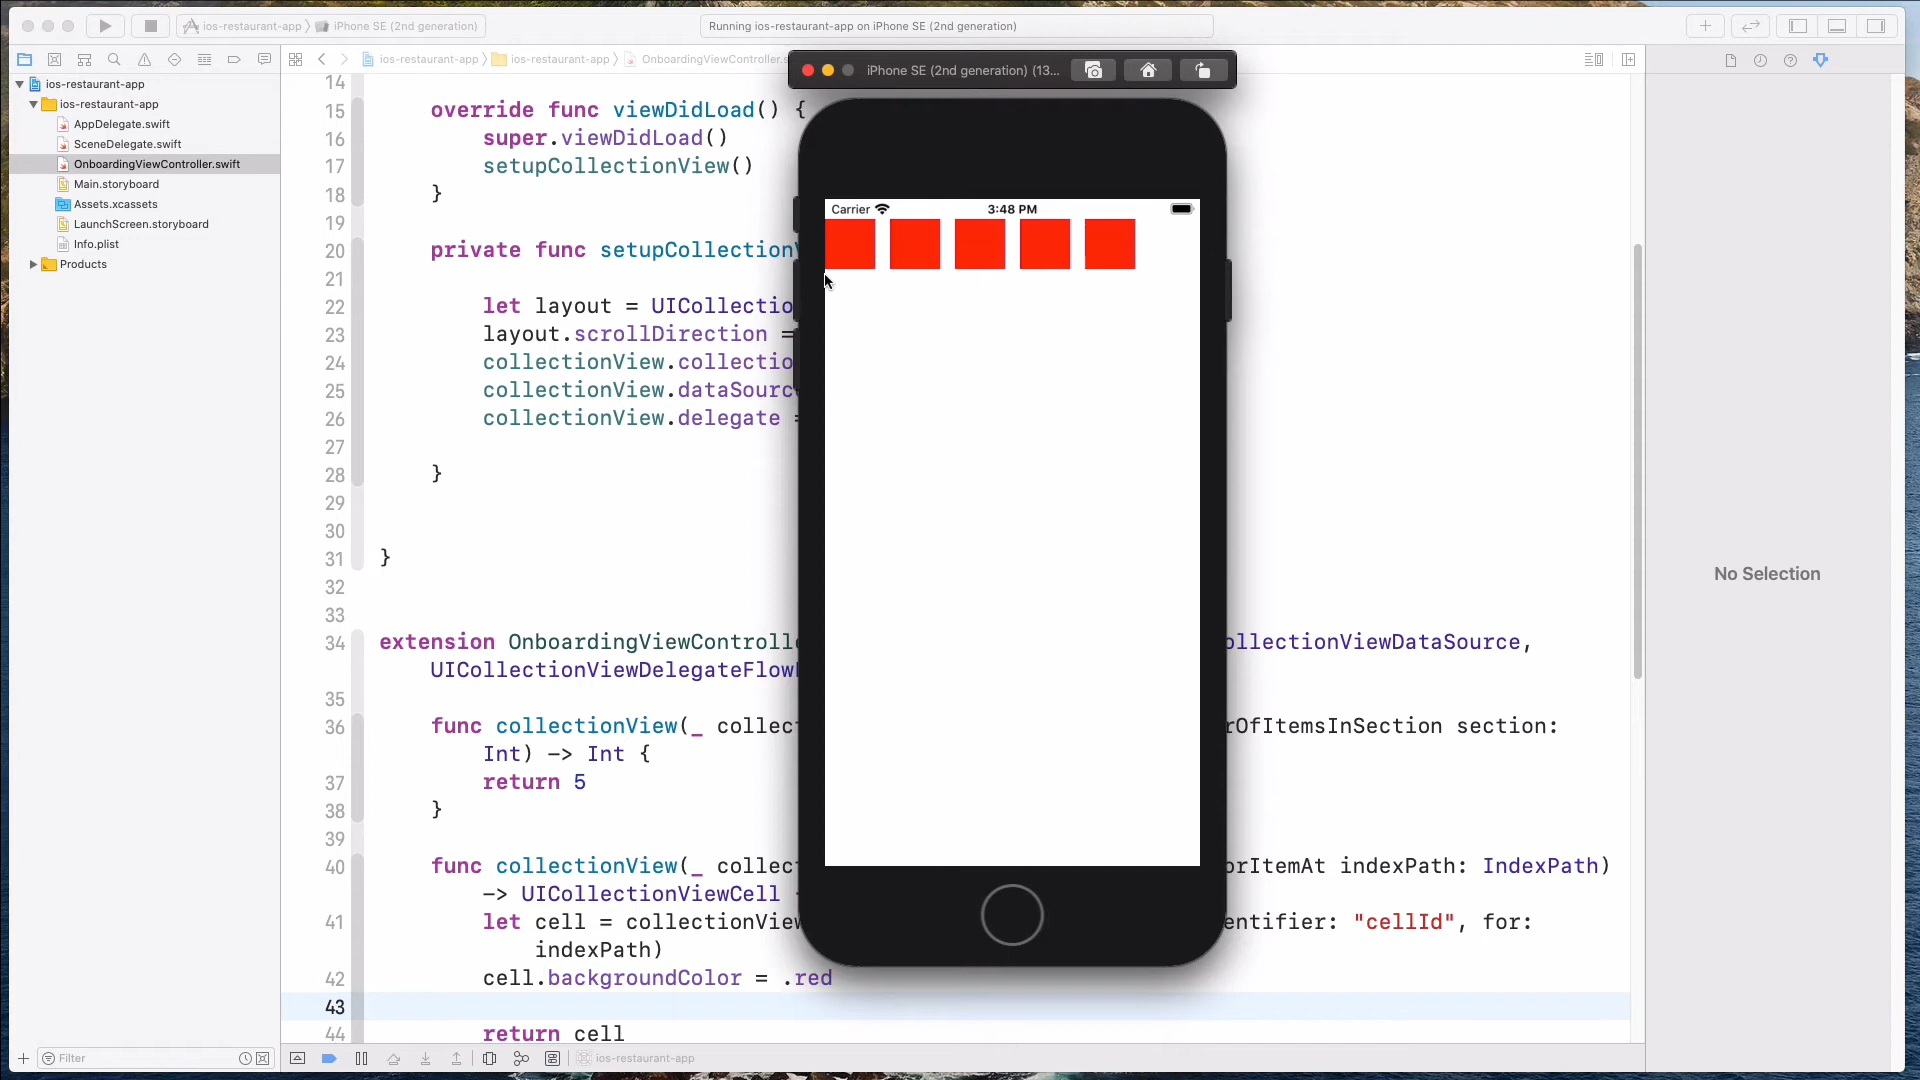 ios-restaurant-app
iPhone SE (2nd generation)
Running ios-restaurant-app on iPhone SE (2nd generation)
ios-restaurant-app
ios-restaurant-app
OnboardingViewController.s
ios-restaurant-app
ios-restaurant-app
AppDelegate.swift
SceneDelegate.swift
OnboardingViewController.swift
Main.storyboard
Assets.xcassets
LaunchScreen.storyboard
Info.plist
Products
iPhone SE (2nd generation) (13...
Carrier
3:48 PM
14
15 override func viewDidLoad() {
16 super.viewDidLoad()
17 setupCollectionView()
18 }
19
20 private func setupCollection
21
22 let layout = UICollectio
23 layout.scrollDirection =
24 collectionView.collectio
25 collectionView.dataSourc
26 collectionView.delegate =
27
28 }
29
30
31 }
32
33
34 extension OnboardingViewControlle ollectionViewDataSource,
UICollectionViewDelegateFlow
35
36 func collectionView(_ collec rOfItemsInSection section:
Int) -> Int {
37 return 5
38 }
39
40 func collectionView(_ collec orItemAt indexPath: IndexPath)
-> UICollectionViewCell
41 let cell = collectionView entifier: "cellId", for:
indexPath)
42 cell.backgroundColor = .red
43
44 return cell
No Selection
Filter
ios-restaurant-app